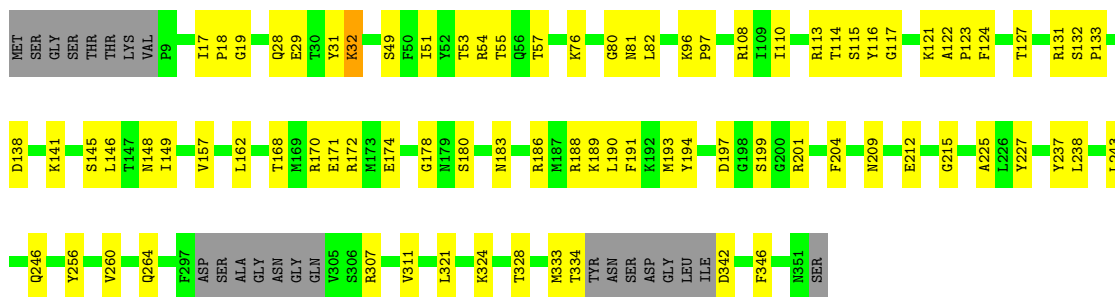 MET SER GLY SER THR THR LYS VAL P9 I17 P18 G19 Q28 E29 T30 Y31 K32 S49 F50 I51 Y52 T53 R54 T55 Q56 T57 K76 G80 N81 L82 K96 P97 R108 I109 I110 R113 T114 S115 Y116 G117 K121 A122 P123 F124 T127 R131 S132 P133
D138 K141 S145 L146 T147 N148 I149 V157 L162 T168 M169 R170 E171 R172 M173 E174 G178 N179 S180 N183 R186 M187 R188 K189 L190 F191 K192 M193 Y194 D197 G198 S199 G200 R201 F204 N209 E212 G215 A225 L226 Y227 Y237 L238 L243
Q246 Y256 V260 Q264 F297 ASP SER ALA GLY ASN GLY GLN V305 S306 R307 V311 L321 K324 T328 M333 T334 TYR ASN SER ASP GLY LEU ILE D342 F346 N351 SER